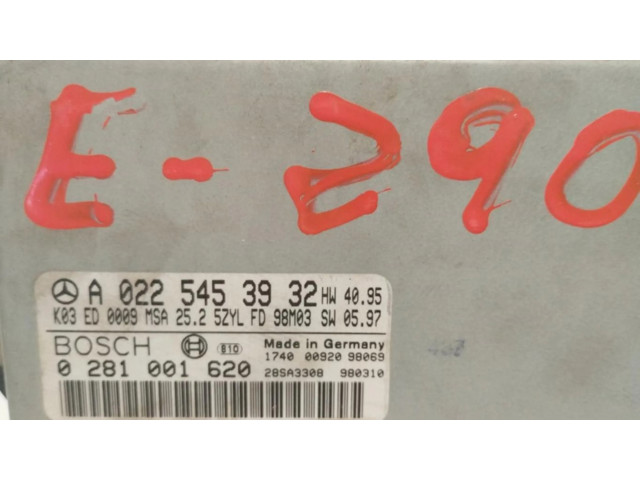 E-290
A 022 545 39 32 HW 40.95
K03 ED 0009 MSA 25.2 5ZYL FD 98M03 SW 05.97
BOSCH 810 Made in Germany
1740 00920 98069
0 281 001 620 28SA3308 980310